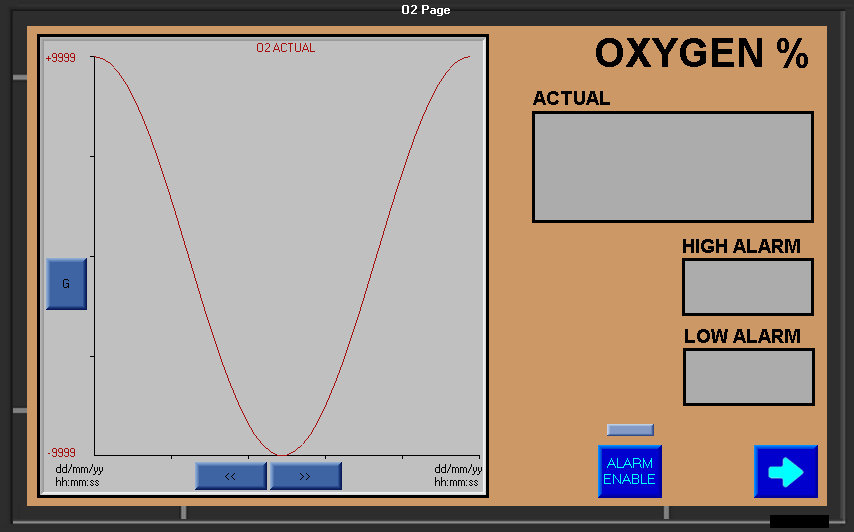 O2 Page
O2 ACTUAL
+9999
G
-9999
dd/mm/yy
hh:mm:ss
<<
>>
dd/mm/yy
hh:mm:ss
OXYGEN %
ACTUAL
HIGH ALARM
LOW ALARM
ALARM
ENABLE